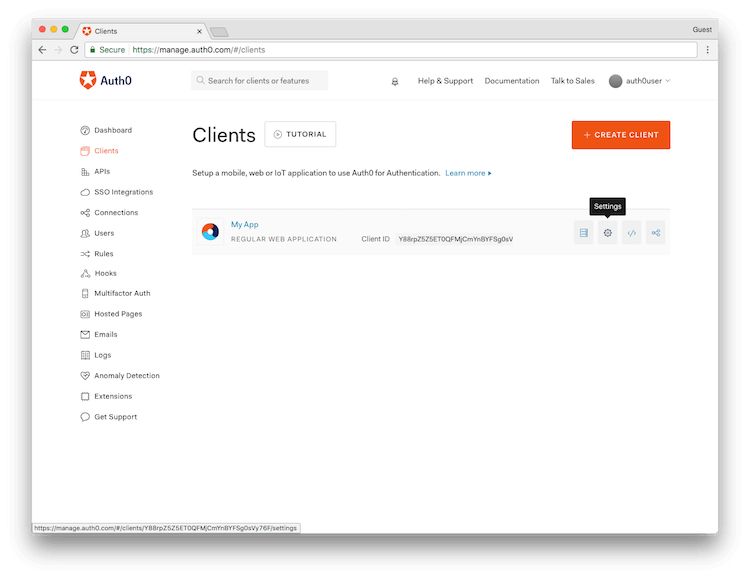 Clients
Guest
Secure https://manage.auth0.com/#/clients
Auth0
Search for clients or features
Help & Support
Documentation
Talk to Sales
auth0user
Dashboard
Clients
APIs
SSO Integrations
Connections
Users
Rules
Hooks
Multifactor Auth
Hosted Pages
Emails
Logs
Anomaly Detection
Extensions
Get Support
Clients
TUTORIAL
+ CREATE CLIENT
Setup a mobile, web or IoT application to use Auth0 for Authentication. Learn more
Settings
My App
REGULAR WEB APPLICATION
Client ID Y88rpZ5Z5ET0QFMjCmYnBYFSg0sV
https://manage.auth0.com/#/clients/Y88rpZ5Z5ET0QFMjCmYnBYFSg0sVy76F/settings